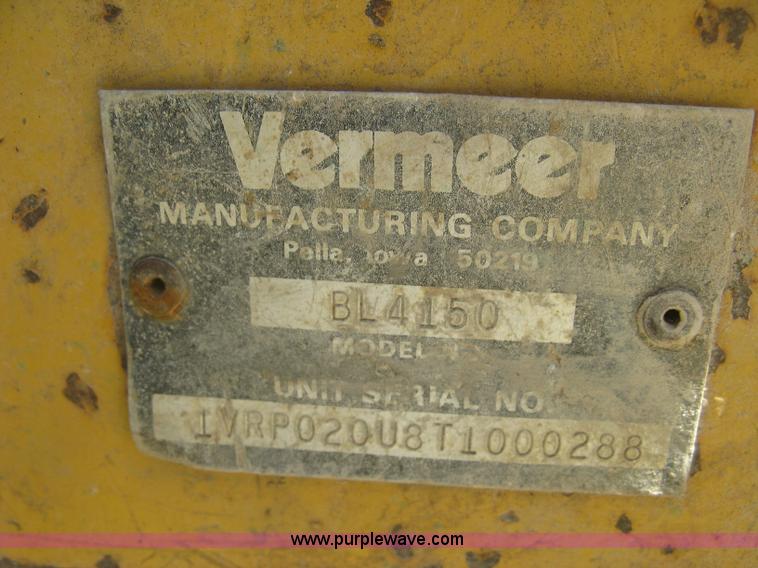 Vermeer
MANUFACTURING COMPANY
Pella, Iowa 50219
BL4150
MODEL
UNIT SERIAL NO.
1VRP020U8T1000288
www.purplewave.com